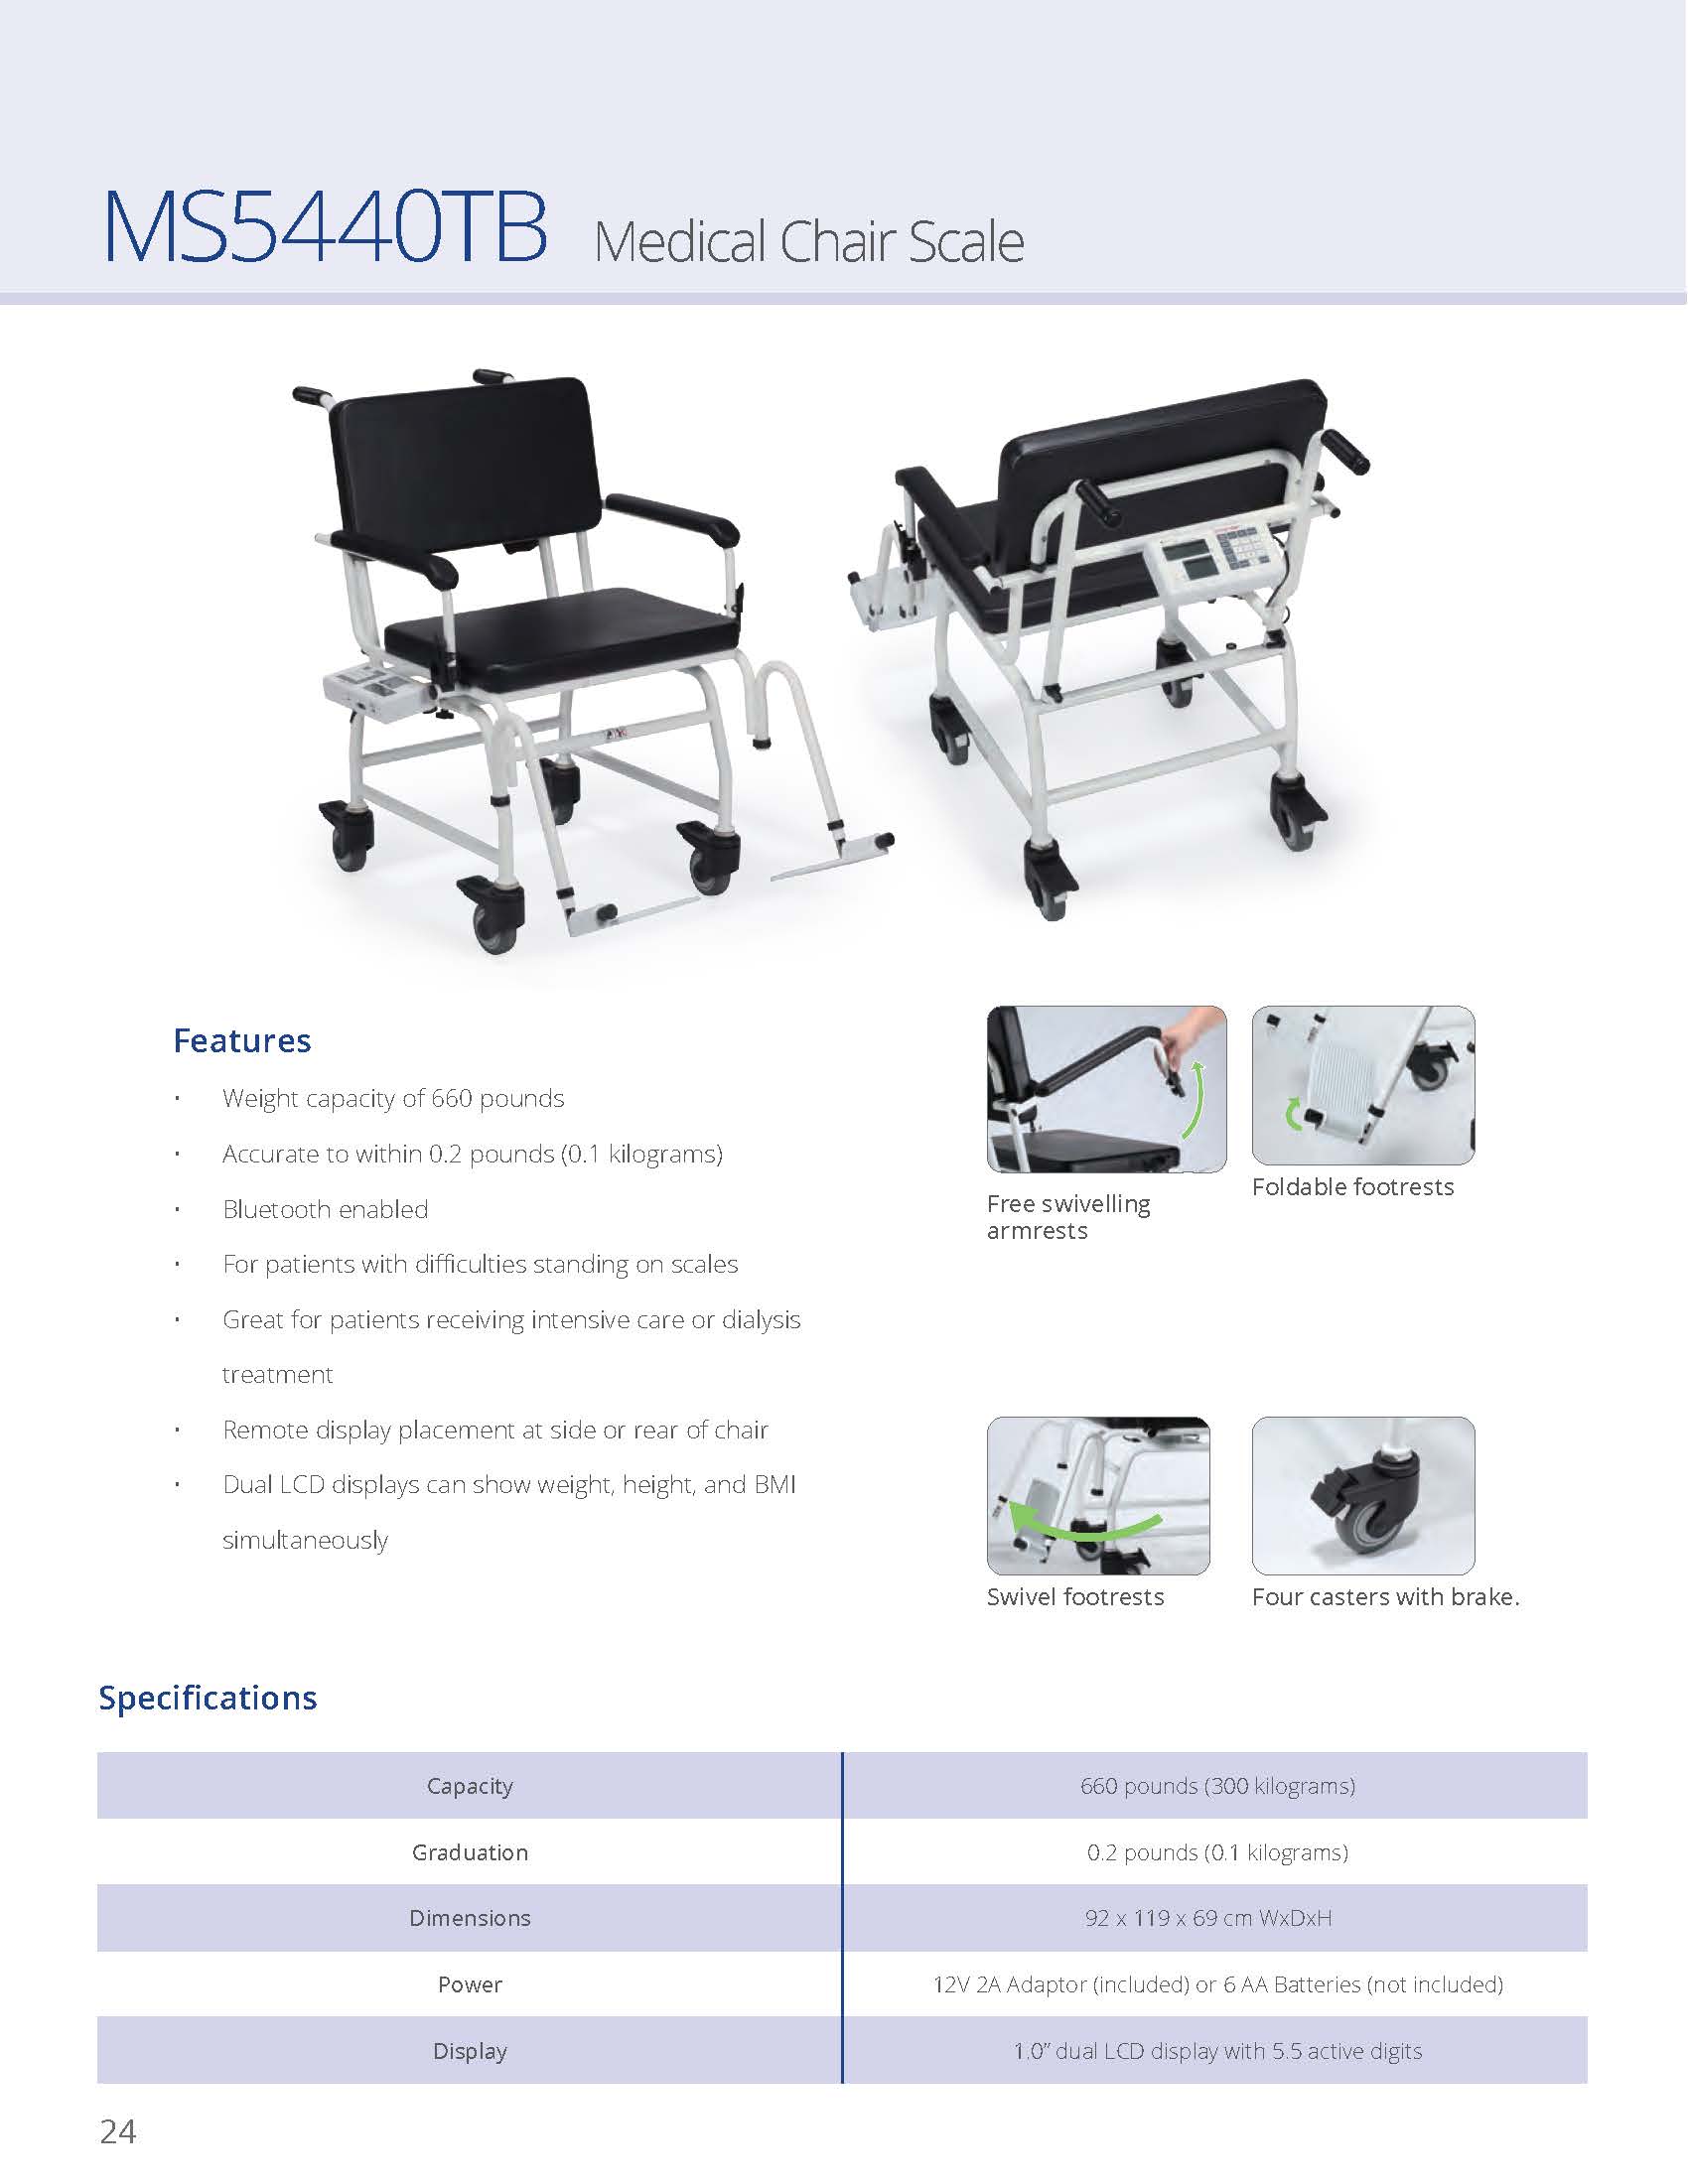 MS5440TB Medical Chair Scale
Features
· Weight capacity of 660 pounds
· Accurate to within 0.2 pounds (0.1 kilograms)
· Bluetooth enabled
· For patients with difficulties standing on scales
· Great for patients receiving intensive care or dialysis
treatment
· Remote display placement at side or rear of chair
· Dual LCD displays can show weight, height, and BMI
simultaneously
Free swivelling
armrests
Foldable footrests
Swivel footrests
Four casters with brake.
Specifications
Capacity 660 pounds (300 kilograms)
Graduation 0.2 pounds (0.1 kilograms)
Dimensions 92 x 119 x 69 cm WxDxH
Power 12V 2A Adaptor (included) or 6 AA Batteries (not included)
Display 1.0” dual LCD display with 5.5 active digits
24